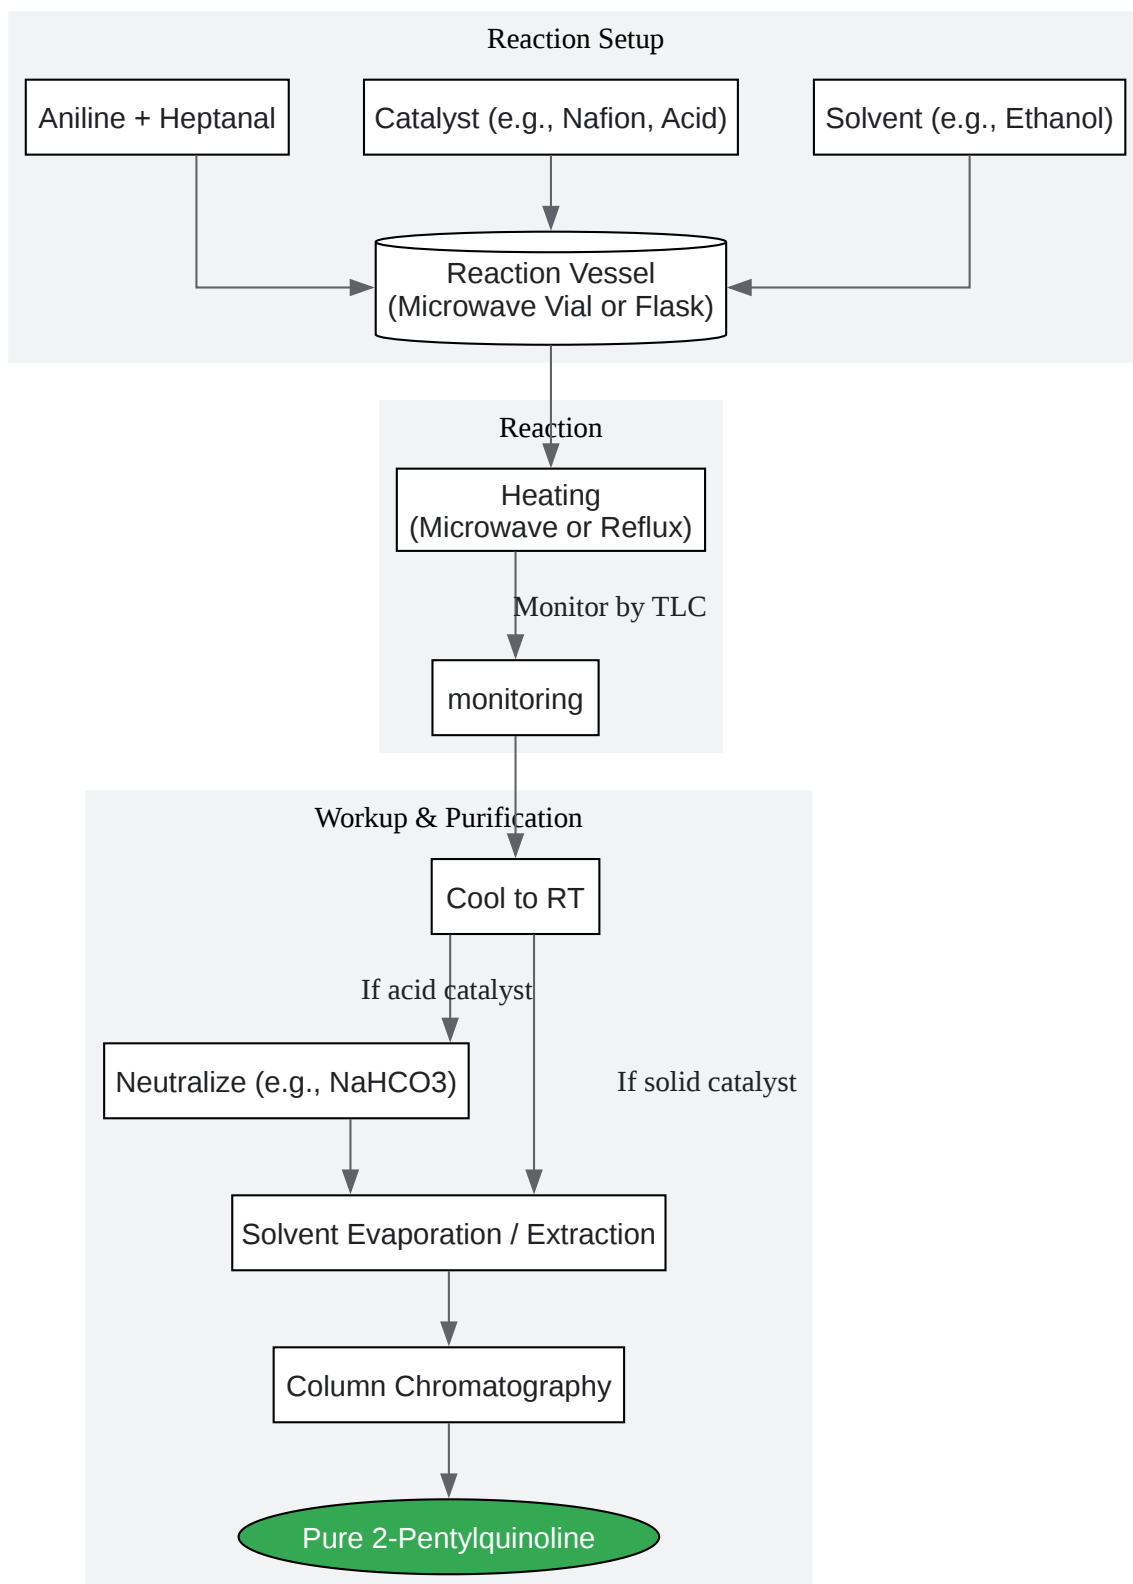 Reaction Setup
Aniline + Heptanal
Catalyst (e.g., Nafion, Acid)
Solvent (e.g., Ethanol)
Reaction Vessel
(Microwave Vial or Flask)
Reaction
Heating
(Microwave or Reflux)
Monitor by TLC
monitoring
Workup & Purification
Cool to RT
If acid catalyst
Neutralize (e.g., NaHCO3)
If solid catalyst
Solvent Evaporation / Extraction
Column Chromatography
Pure 2-Pentylquinoline